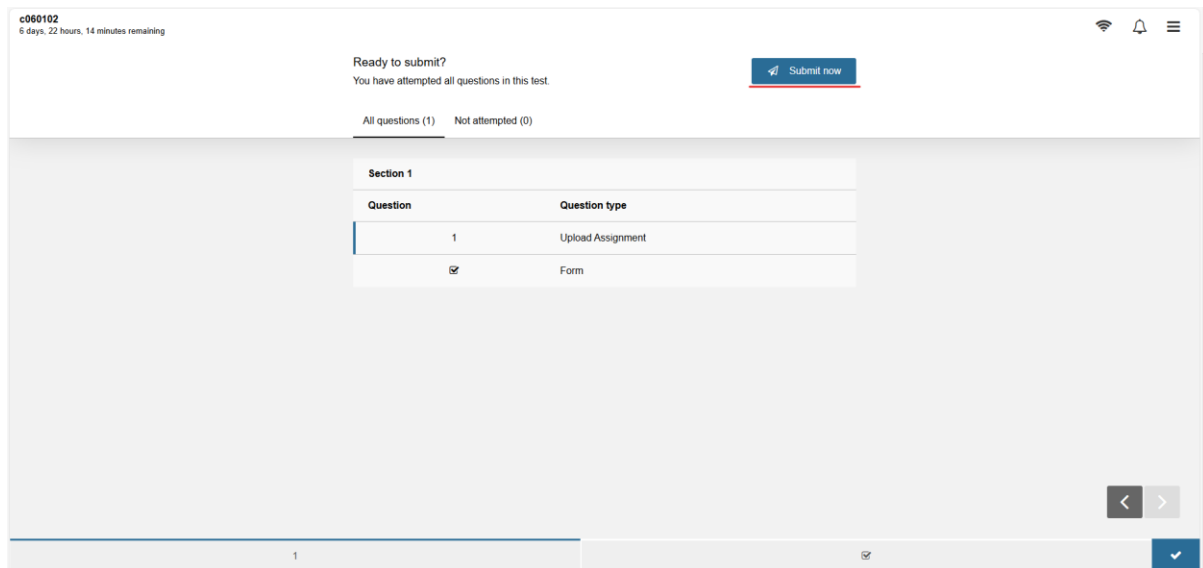 c060102
6 days, 22 hours, 14 minutes remaining
Ready to submit?
You have attempted all questions in this test.
Submit now
All questions (1) Not attempted (0)
Section 1
Question Question type
1 Upload Assignment
Form
1